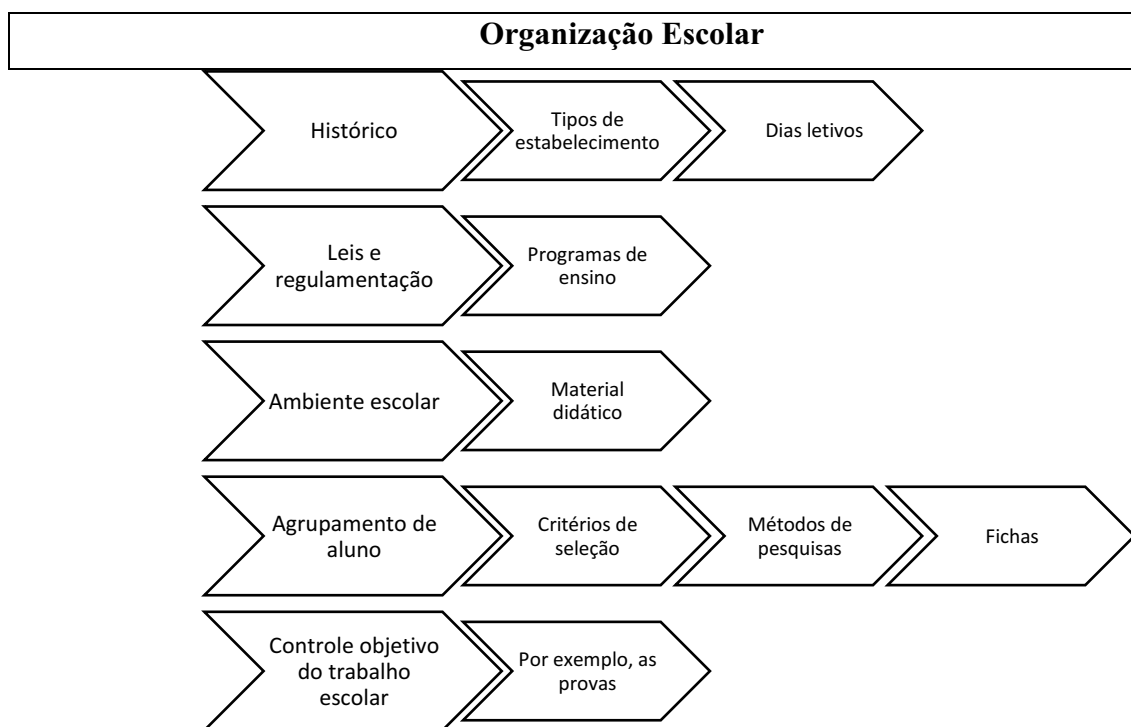 Organização Escolar
Histórico
Tipos de
estabelecimento
Dias letivos
Leis e
regulamentação
Programas de
ensino
Ambiente escolar
Material
didático
Agrupamento de
aluno
Critérios de
seleção
Métodos de
pesquisas
Fichas
Controle objetivo
do trabalho
escolar
Por exemplo, as
provas